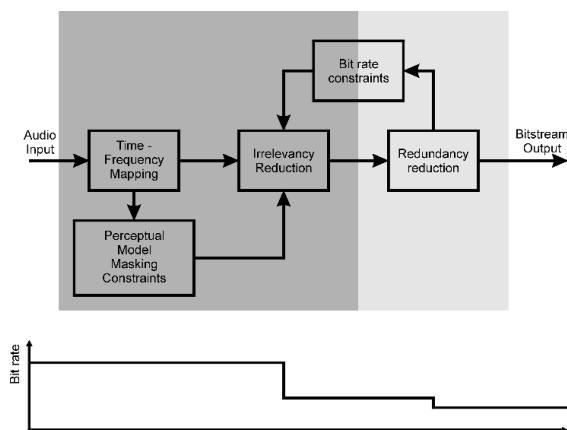 Bit rate
constraints
Audio
Input
Time -
Frequency
Mapping
Irrelevancy
Reduction
Redundancy
reduction
Bitstream
Output
Perceptual
Model
Masking
Constraints
Bit rate